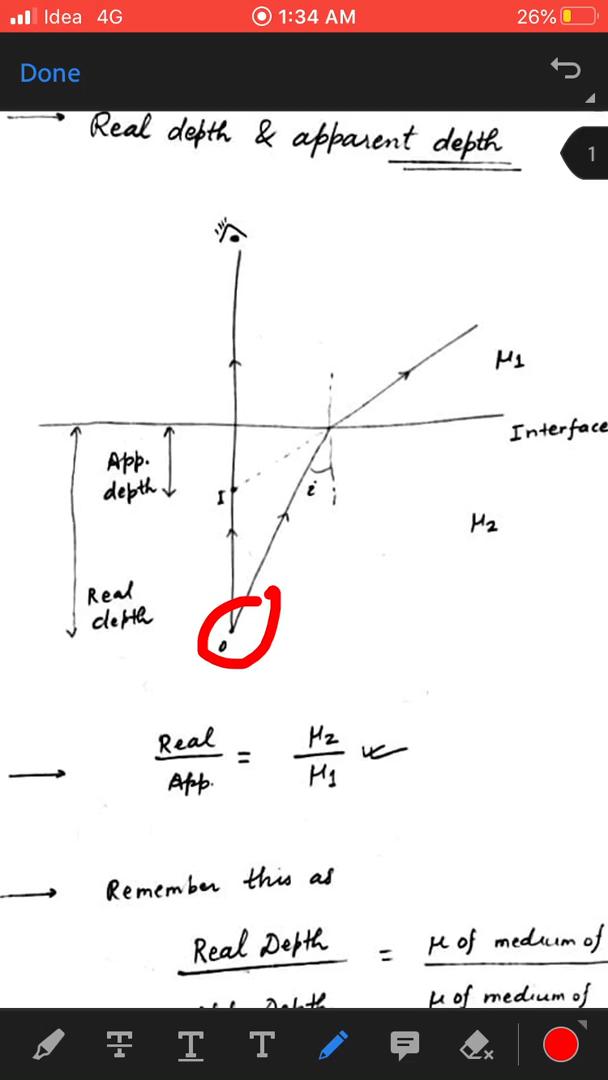 Idea 4G 1:34 AM 26%
Done
1
→ Real depth & apparent depth
μ1
Interface
App.
depth
I
i
μ2
Real
depth
O
→ Real / App. = μ2 / μ1
→ Remember this as
Real Depth = μ of medium of
Depth μ of medium of
T T T